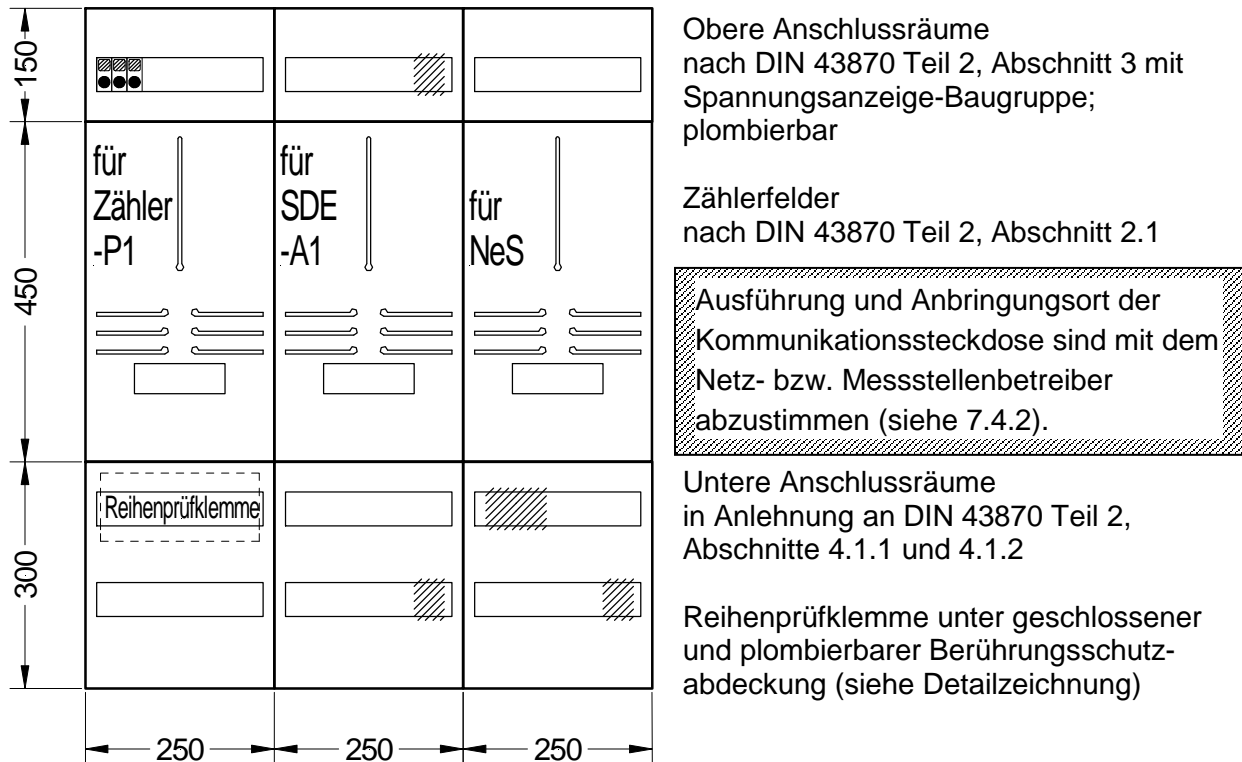 150
450
300
250
250
250
für
Zähler
-P1
für
SDE
-A1
für
NeS
Reihenprüfklemme
Obere Anschlussräume
nach DIN 43870 Teil 2, Abschnitt 3 mit
Spannungsanzeige-Baugruppe;
plombierbar
Zählerfelder
nach DIN 43870 Teil 2, Abschnitt 2.1
Ausführung und Anbringungsort der
Kommunikationssteckdose sind mit dem
Netz- bzw. Messstellenbetreiber
abzustimmen (siehe 7.4.2).
Untere Anschlussräume
in Anlehnung an DIN 43870 Teil 2,
Abschnitte 4.1.1 und 4.1.2
Reihenprüfklemme unter geschlossener
und plombierbarer Berührungsschutz-
abdeckung (siehe Detailzeichnung)